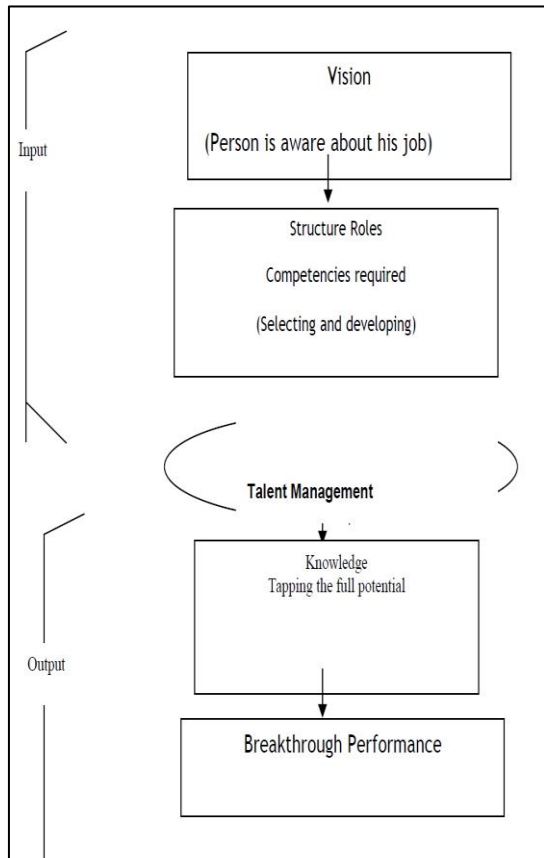 Vision
(Person is aware about his job)
Input
Structure Roles
Competencies required
(Selecting and developing)
Talent Management
Knowledge
Tapping the full potential
Output
Breakthrough Performance